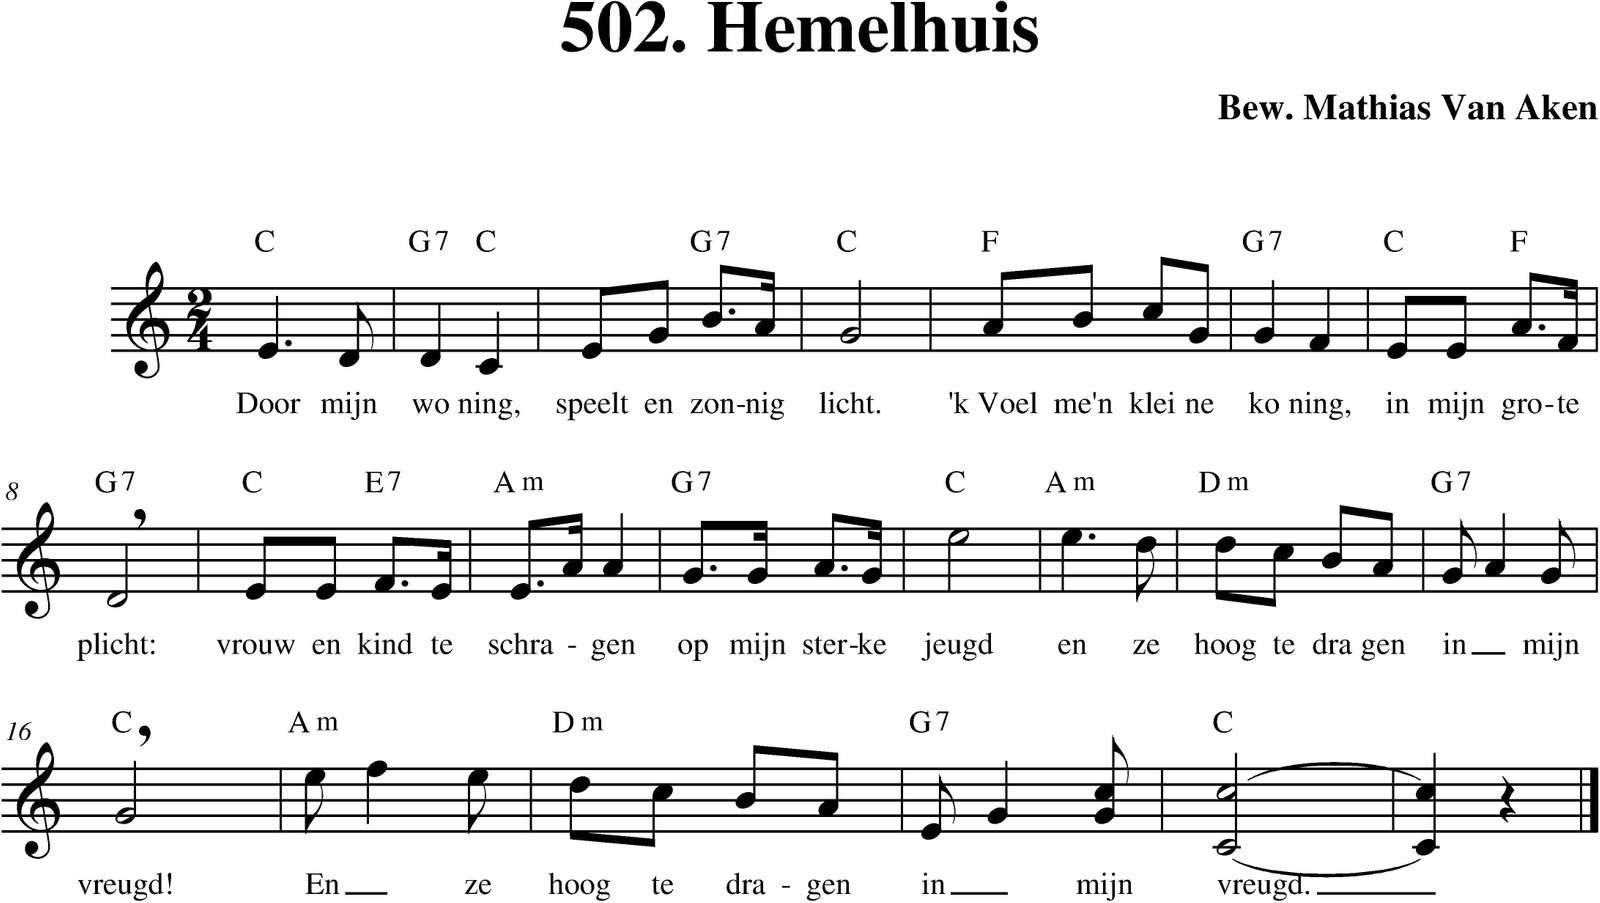 502. Hemelhuis
Bew. Mathias Van Aken
C G7 C G7 C F G7 C F
2
4
Door mijn wo ning, speelt en zon-nig licht. 'k Voel me'n klei ne ko ning, in mijn gro-te
8
G7 C E7 Am G7 C Am Dm G7
plicht: vrouw en kind te schra - gen op mijn ster-ke jeugd en ze hoog te dra gen in mijn
16
C Am Dm G7 C
vreugd! En ze hoog te dra - gen in mijn vreugd.